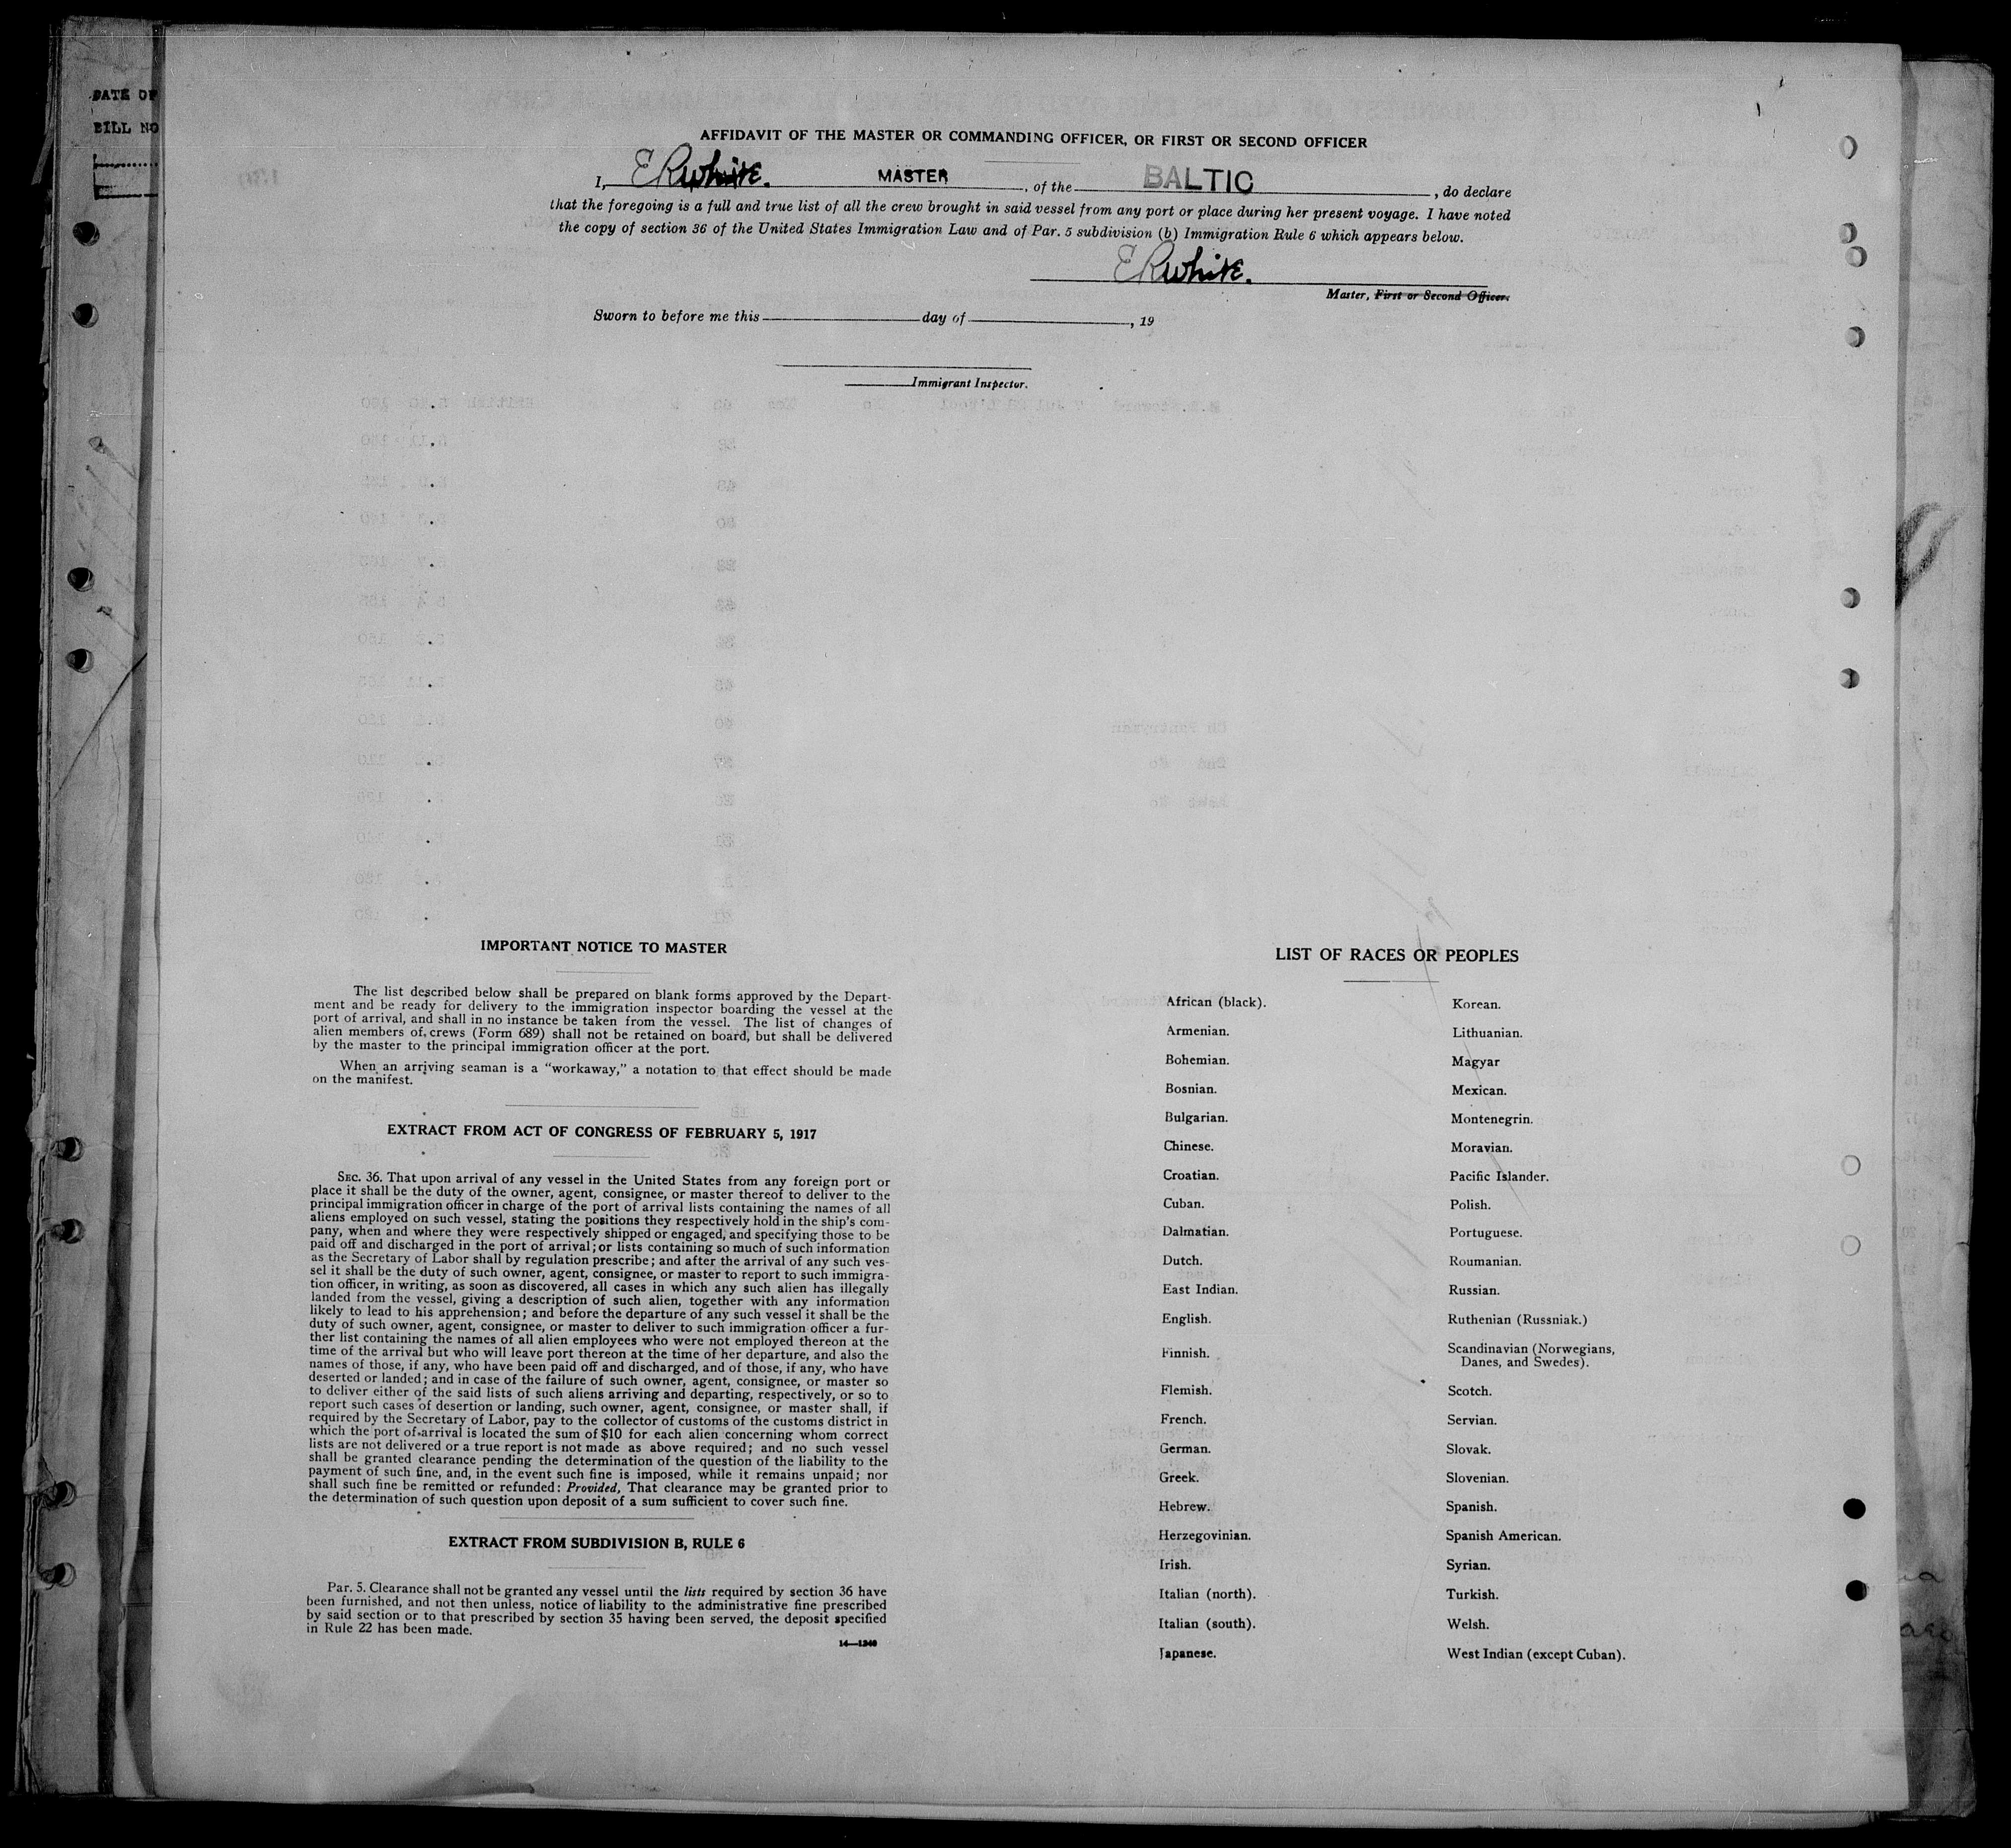 DATE OF
BILL NO
AFFIDAVIT OF THE MASTER OR COMMANDING OFFICER, OR FIRST OR SECOND OFFICER
I, E R White. MASTER, of the BALTIC, do declare
that the foregoing is a full and true list of all the crew brought in said vessel from any port or place during her present voyage. I have noted
the copy of section 36 of the United States Immigration Law and of Par. 5 subdivision (b) Immigration Rule 6 which appears below.
E R White.
Master, First or Second Officer.
Sworn to before me this day of , 19
Immigrant Inspector.
IMPORTANT NOTICE TO MASTER
The list described below shall be prepared on blank forms approved by the Depart-
ment and be ready for delivery to the immigration inspector boarding the vessel at the
port of arrival, and shall in no instance be taken from the vessel. The list of changes of
alien members of crews (Form 689) shall not be retained on board, but shall be delivered
by the master to the principal immigration officer at the port.
When an arriving seaman is a "workaway," a notation to that effect should be made
on the manifest.
EXTRACT FROM ACT OF CONGRESS OF FEBRUARY 5, 1917
SEC. 36. That upon arrival of any vessel in the United States from any foreign port or
place it shall be the duty of the owner, agent, consignee, or master thereof to deliver to the
principal immigration officer in charge of the port of arrival lists containing the names of all
aliens employed on such vessel, stating the positions they respectively hold in the ship's com-
pany, when and where they were respectively shipped or engaged, and specifying those to be
paid off and discharged in the port of arrival; or lists containing so much of such information
as the Secretary of Labor shall by regulation prescribe; and after the arrival of any such ves-
sel it shall be the duty of such owner, agent, consignee, or master to report to such immigra-
tion officer, in writing, as soon as discovered, all cases in which any such alien has illegally
landed from the vessel, giving a description of such alien, together with any information
likely to lead to his apprehension; and before the departure of any such vessel it shall be the
duty of such owner, agent, consignee, or master to deliver to such immigration officer a fur-
ther list containing the names of all alien employees who were not employed thereon at the
time of the arrival but who will leave port thereon at the time of her departure, and also the
names of those, if any, who have been paid off and discharged, and of those, if any, who have
deserted or landed; and in case of the failure of such owner, agent, consignee, or master so
to deliver either of the said lists of such aliens arriving and departing, respectively, or so to
report such cases of desertion or landing, such owner, agent, consignee, or master shall, if
required by the Secretary of Labor, pay to the collector of customs of the customs district in
which the port of arrival is located the sum of $10 for each alien concerning whom correct
lists are not delivered or a true report is not made as above required; and no such vessel
shall be granted clearance pending the determination of the question of the liability to the
payment of such fine, and, in the event such fine is imposed, while it remains unpaid; nor
shall such fine be remitted or refunded: Provided, That clearance may be granted prior to
the determination of such question upon deposit of a sum sufficient to cover such fine.
EXTRACT FROM SUBDIVISION B, RULE 6
Par. 5. Clearance shall not be granted any vessel until the lists required by section 36 have
been furnished, and not then unless, notice of liability to the administrative fine prescribed
by said section or to that prescribed by section 35 having been served, the deposit specified
in Rule 22 has been made.
14—1240
LIST OF RACES OR PEOPLES
African (black).
Armenian.
Bohemian.
Bosnian.
Bulgarian.
Chinese.
Croatian.
Cuban.
Dalmatian.
Dutch.
East Indian.
English.
Finnish.
Flemish.
French.
German.
Greek.
Hebrew.
Herzegovinian.
Irish.
Italian (north).
Italian (south).
Japanese.
Korean.
Lithuanian.
Magyar
Mexican.
Montenegrin.
Moravian.
Pacific Islander.
Polish.
Portuguese.
Roumanian.
Russian.
Ruthenian (Russniak.)
Scandinavian (Norwegians,
Danes, and Swedes).
Scotch.
Servian.
Slovak.
Slovenian.
Spanish.
Spanish American.
Syrian.
Turkish.
Welsh.
West Indian (except Cuban).